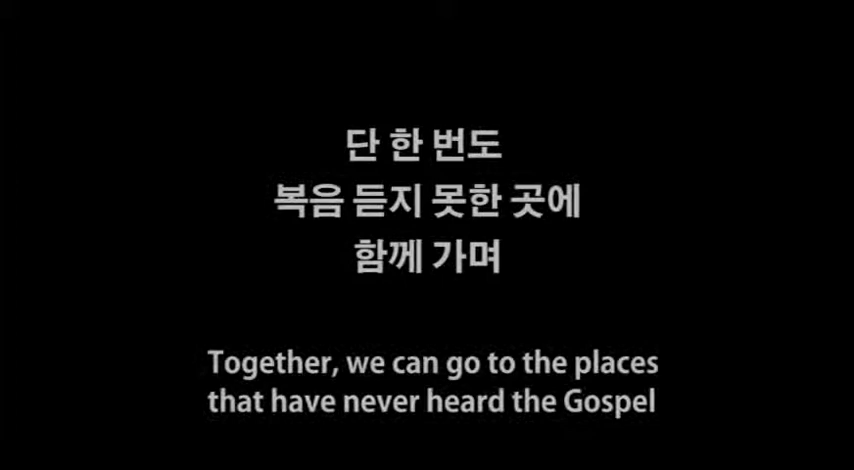 단 한 번도
복음 듣지 못한 곳에
함께 가며
Together, we can go to the places
that have never heard the Gospel